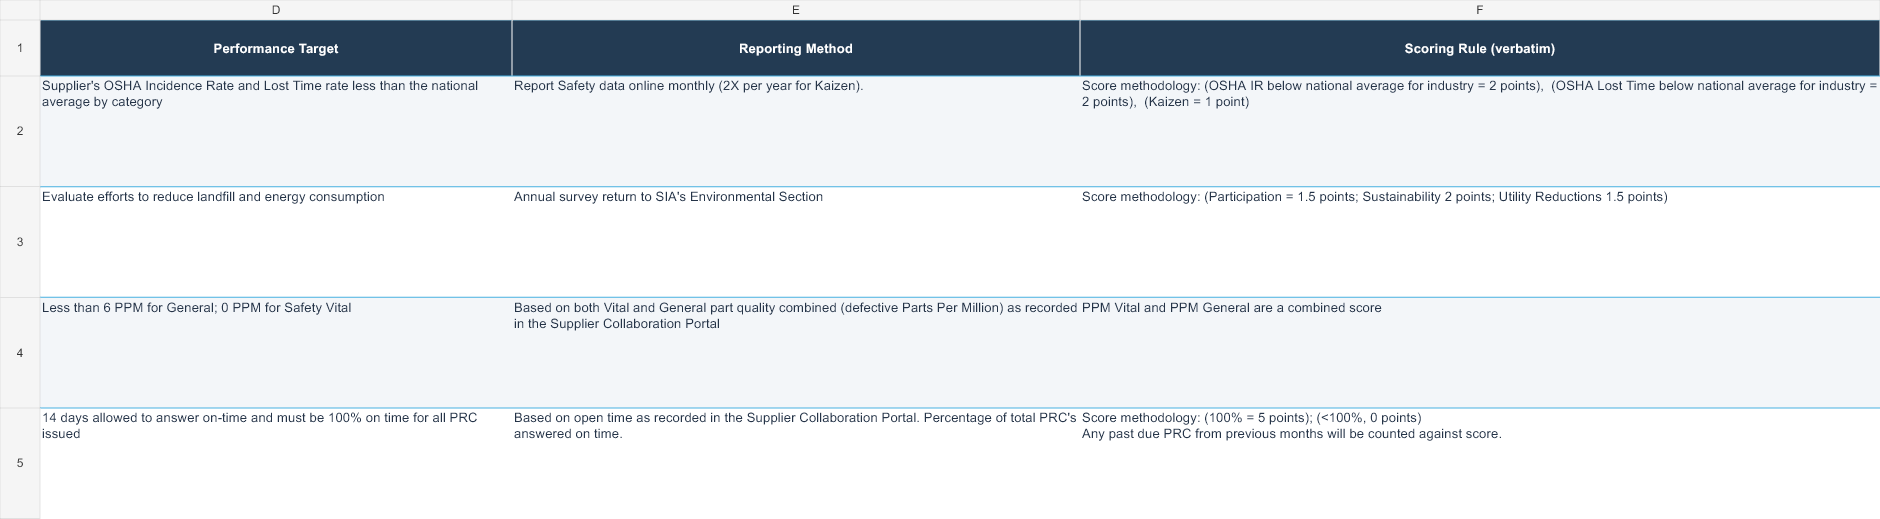 D E F
1 Performance Target Reporting Method Scoring Rule (verbatim)
2
Supplier's OSHA Incidence Rate and Lost Time rate less than the national
average by category
Report Safety data online monthly (2X per year for Kaizen).
Score methodology: (OSHA IR below national average for industry = 2 points),  (OSHA Lost Time below national average for industry =
2 points),  (Kaizen = 1 point)
3
Evaluate efforts to reduce landfill and energy consumption
Annual survey return to SIA's Environmental Section
Score methodology: (Participation = 1.5 points; Sustainability 2 points; Utility Reductions 1.5 points)
4
Less than 6 PPM for General; 0 PPM for Safety Vital
Based on both Vital and General part quality combined (defective Parts Per Million) as recorded
in the Supplier Collaboration Portal
PPM Vital and PPM General are a combined score
5
14 days allowed to answer on-time and must be 100% on time for all PRC
issued
Based on open time as recorded in the Supplier Collaboration Portal. Percentage of total PRC's
answered on time.
Score methodology: (100% = 5 points); (<100%, 0 points)
Any past due PRC from previous months will be counted against score.